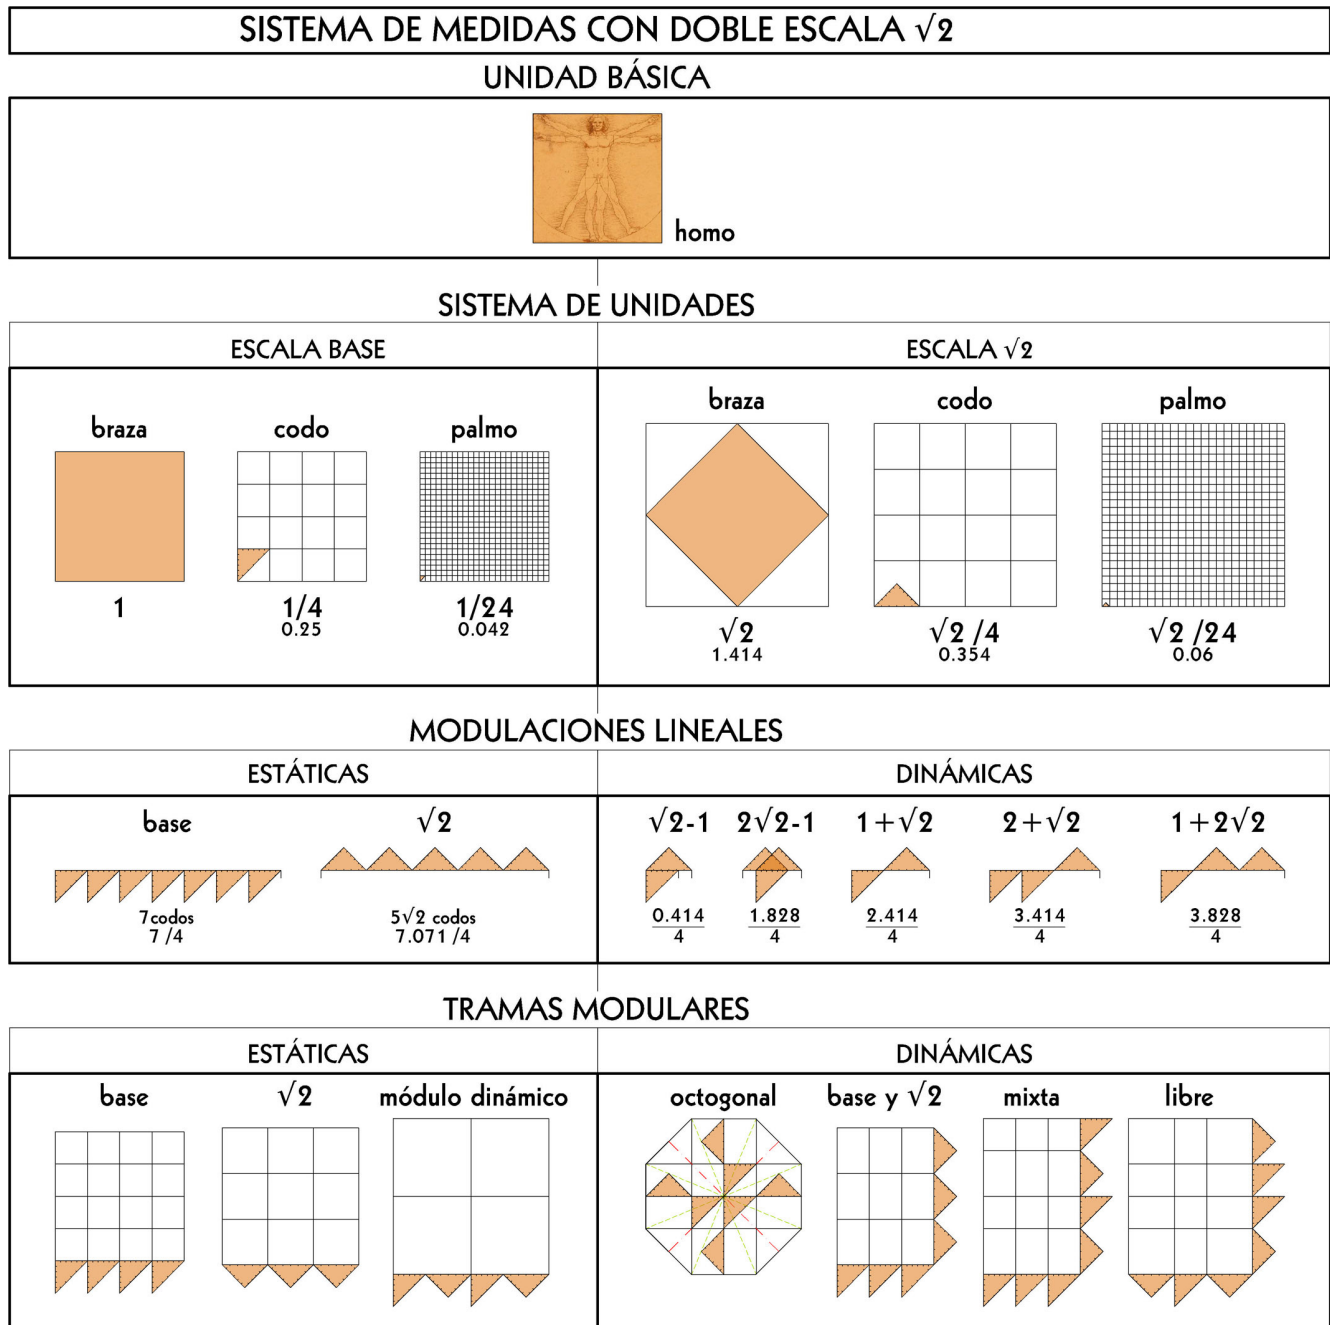 SISTEMA DE MEDIDAS CON DOBLE ESCALA √2
UNIDAD BÁSICA
homo
SISTEMA DE UNIDADES
ESCALA BASE
ESCALA √2
braza
codo
palmo
1
1/4
0.25
1/24
0.042
braza
codo
palmo
√2
1.414
√2 /4
0.354
√2 /24
0.06
MODULACIONES LINEALES
ESTÁTICAS
DINÁMICAS
base
√2
7codos
7 /4
5√2 codos
7.071 /4
√2-1
2√2-1
1+√2
2+√2
1+2√2
0.414
4
1.828
4
2.414
4
3.414
4
3.828
4
TRAMAS MODULARES
ESTÁTICAS
DINÁMICAS
base
√2
módulo dinámico
octogonal
base y √2
mixta
libre